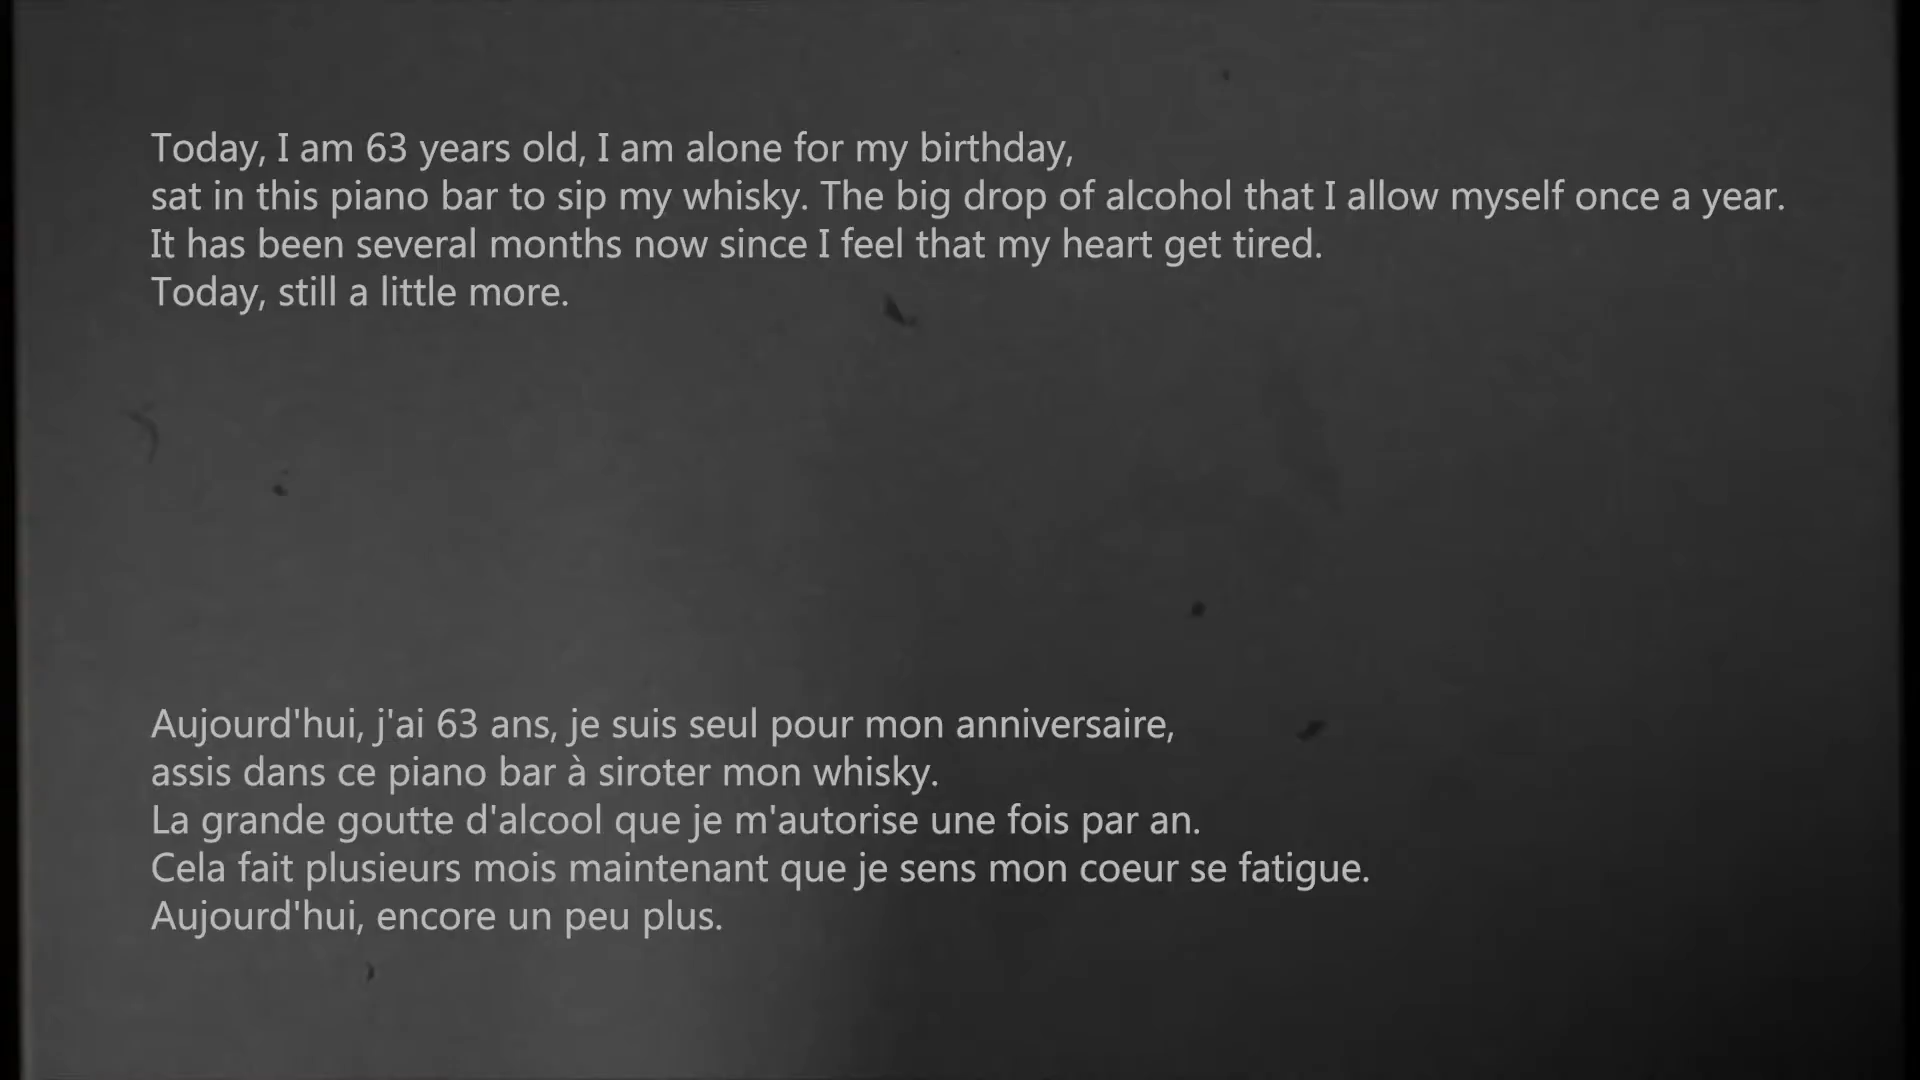 Today, I am 63 years old, I am alone for my birthday,
sat in this piano bar to sip my whisky. The big drop of alcohol that I allow myself once a year.
It has been several months now since I feel that my heart get tired.
Today, still a little more.
Aujourd'hui, j'ai 63 ans, je suis seul pour mon anniversaire,
assis dans ce piano bar à siroter mon whisky.
La grande goutte d'alcool que je m'autorise une fois par an.
Cela fait plusieurs mois maintenant que je sens mon coeur se fatigue.
Aujourd'hui, encore un peu plus.